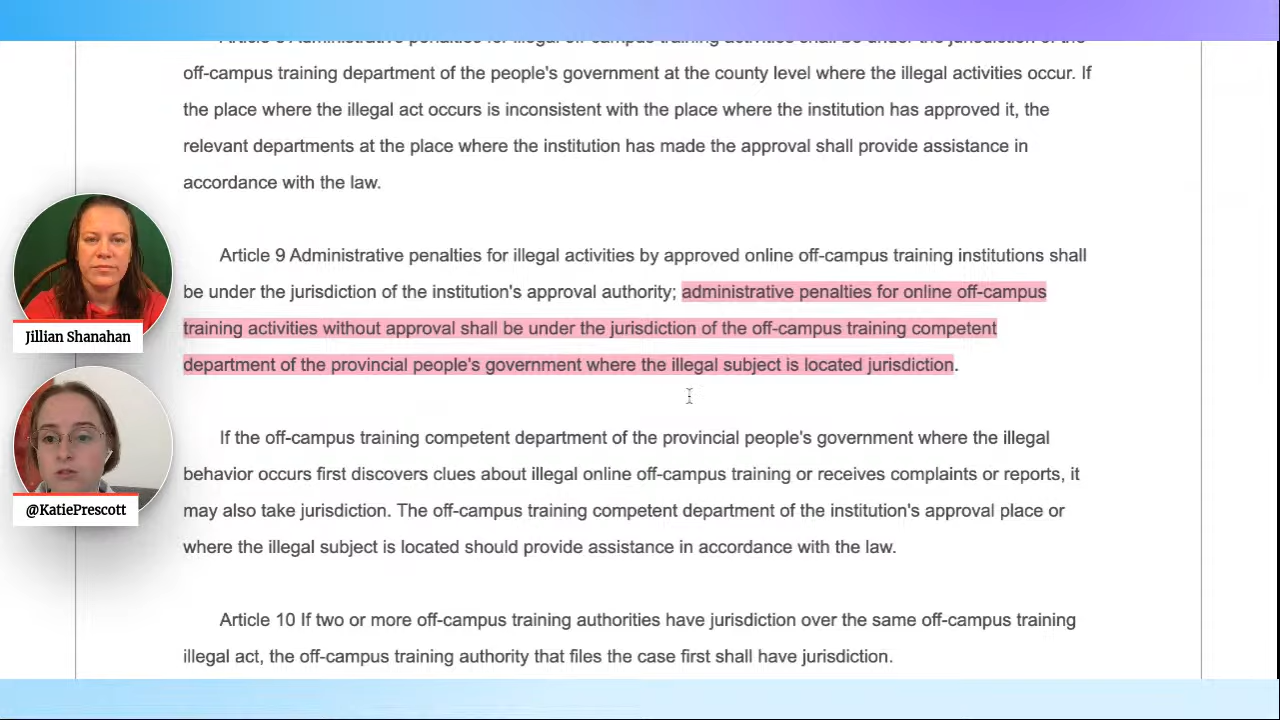 off-campus training department of the people's government at the county level where the illegal activities occur. If
the place where the illegal act occurs is inconsistent with the place where the institution has approved it, the
relevant departments at the place where the institution has made the approval shall provide assistance in
accordance with the law.
Article 9 Administrative penalties for illegal activities by approved online off-campus training institutions shall
be under the jurisdiction of the institution's approval authority; administrative penalties for online off-campus
training activities without approval shall be under the jurisdiction of the off-campus training competent
department of the provincial people's government where the illegal subject is located jurisdiction.
If the off-campus training competent department of the provincial people's government where the illegal
behavior occurs first discovers clues about illegal online off-campus training or receives complaints or reports, it
may also take jurisdiction. The off-campus training competent department of the institution's approval place or
where the illegal subject is located should provide assistance in accordance with the law.
Article 10 If two or more off-campus training authorities have jurisdiction over the same off-campus training
illegal act, the off-campus training authority that files the case first shall have jurisdiction.
Jillian Shanahan
@KatiePrescott